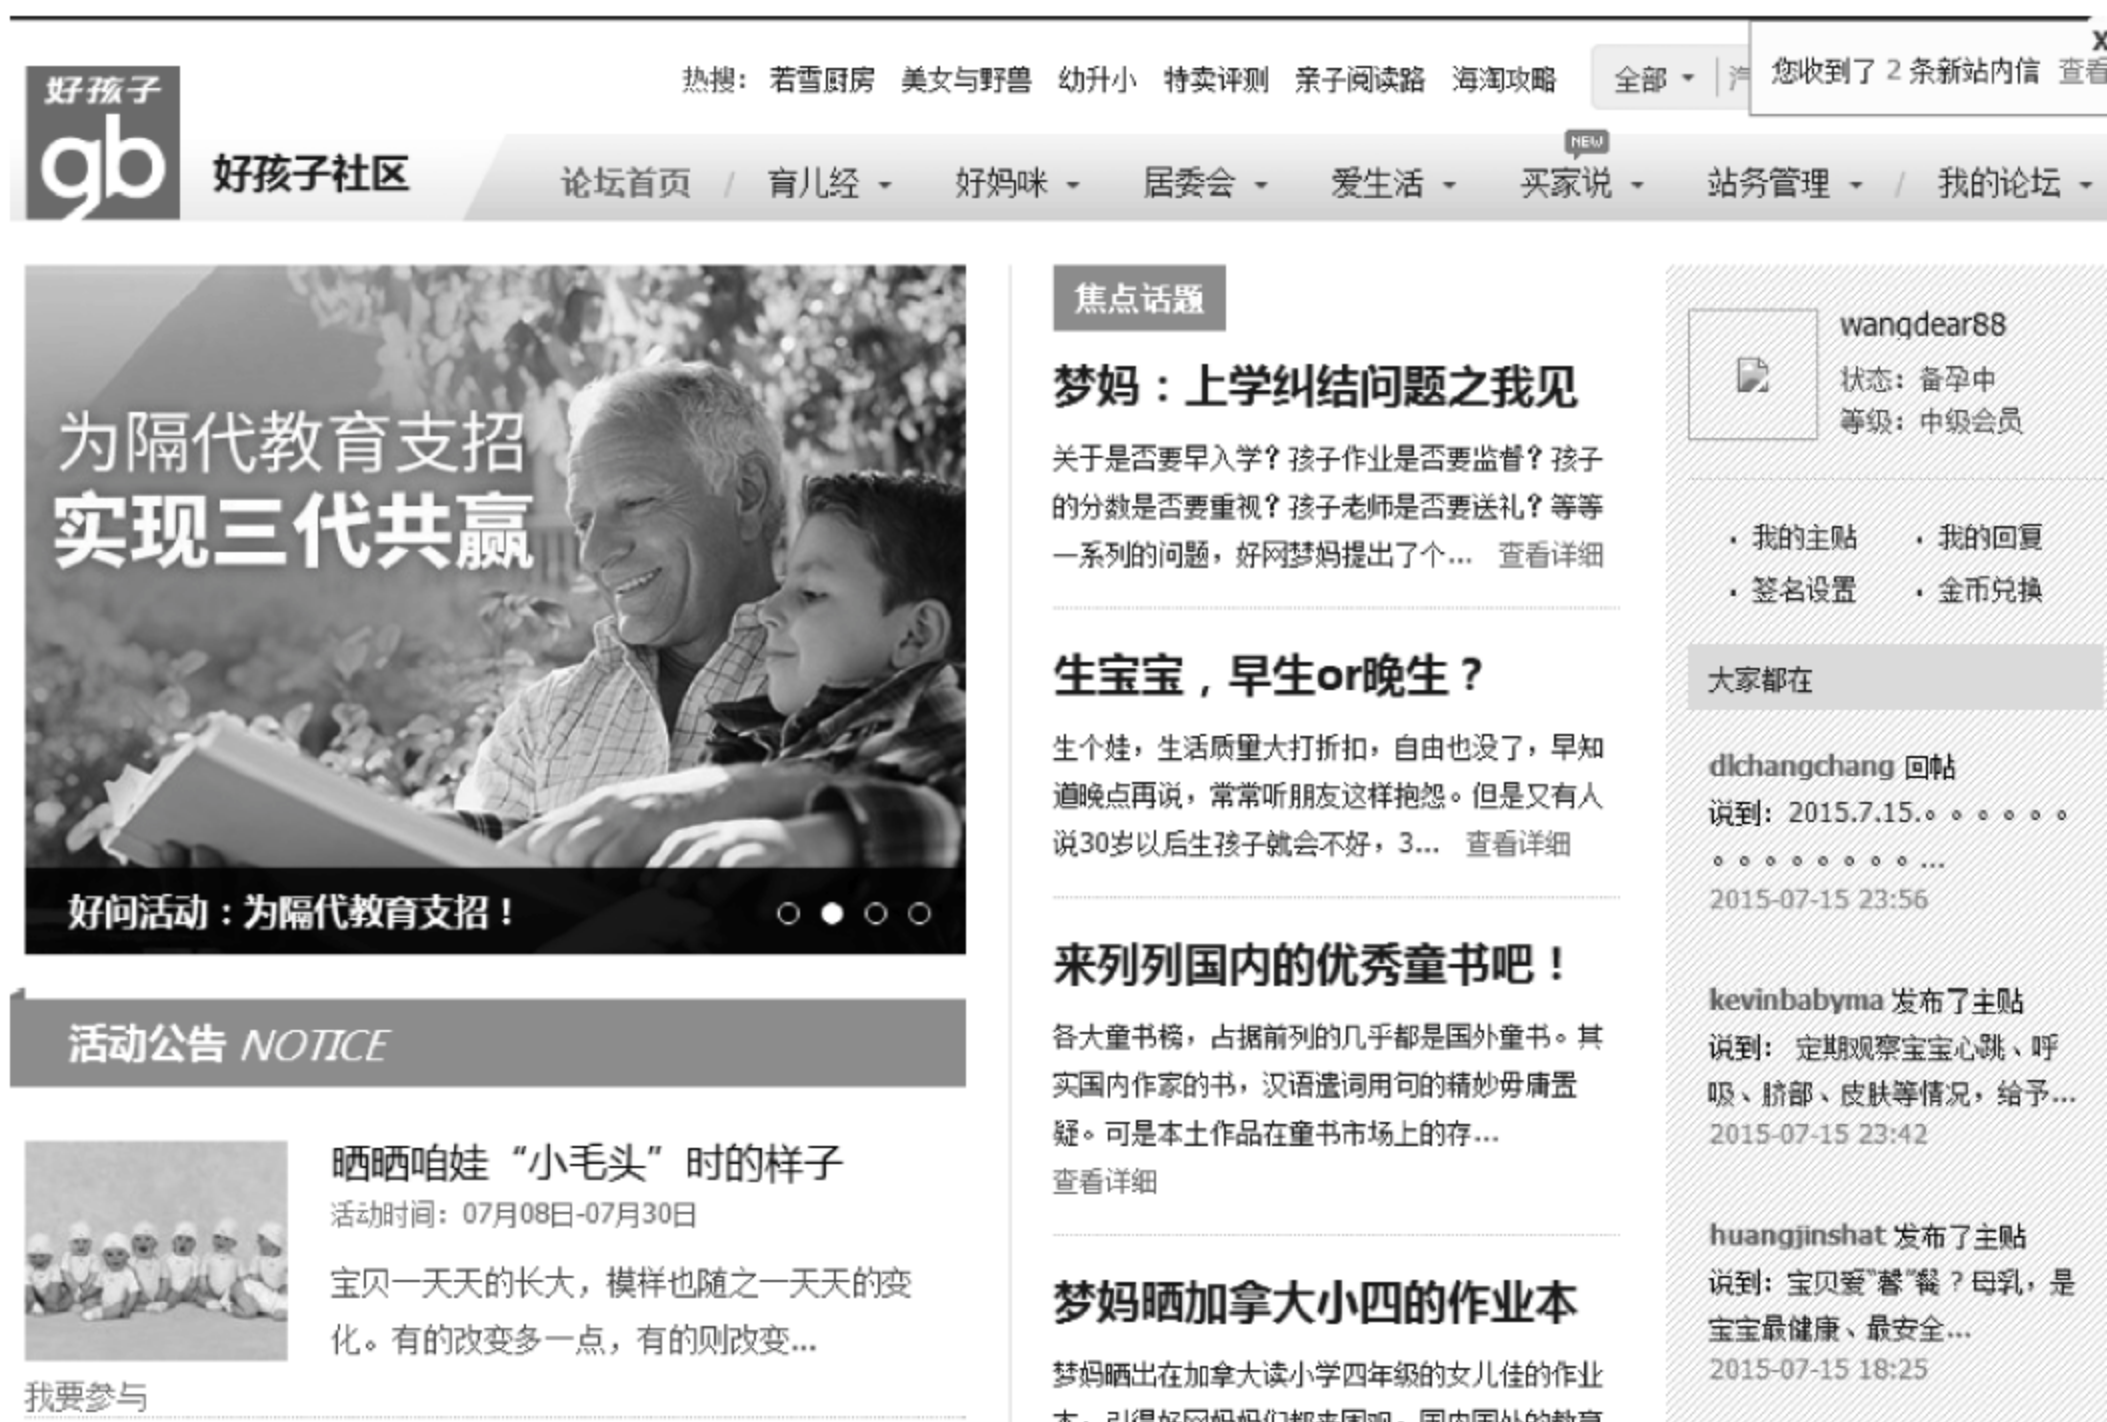 热搜： 若雪厨房 美女与野兽 幼升小 特卖评测 亲子阅读路 海淘攻略 全部
您收到了 2 条新站内信 查看
X
好孩子
gb
好孩子社区
NEW
论坛首页 / 育儿经 好妈咪 居委会 爱生活 买家说 站务管理 / 我的论坛
为隔代教育支招
实现三代共赢
好问活动：为隔代教育支招！
活动公告 NOTICE
晒晒咱娃“小毛头”时的样子
活动时间：07月08日-07月30日
宝贝一天天的长大，模样也随之一天天的变
化。有的改变多一点，有的则改变...
我要参与
焦点话题
梦妈：上学纠结问题之我见
关于是否要早入学？孩子作业是否要监督？孩子
的分数是否要重视？孩子老师是否要送礼？等等
一系列的问题，好网梦妈提出了个... 查看详细
生宝宝，早生or晚生？
生个娃，生活质量大打折扣，自由也没了，早知
道晚点再说，常常听朋友这样抱怨。但是又有人
说30岁以后生孩子就会不好，3... 查看详细
来列列国内的优秀童书吧！
各大童书榜，占据前列的几乎都是国外童书。其
实国内作家的书，汉语遣词用句的精妙毋庸置
疑。可是本土作品在童书市场上的存...
查看详细
梦妈晒加拿大小四的作业本
梦妈晒出在加拿大读小学四年级的女儿佳的作业
本，引得好网妈妈们都来围观。国内国外的教育
wangdear88
状态：备孕中
等级：中级会员
· 我的主贴 · 我的回复
· 签名设置 · 金币兑换
大家都在
dlchangchang 回帖
说到：2015.7.15.。。。。。。
。。。。。。。。...
2015-07-15 23:56
kevinbabyma 发布了主贴
说到： 定期观察宝宝心跳、呼
吸、脐部、皮肤等情况，给予...
2015-07-15 23:42
huangjinshat 发布了主贴
说到：宝贝爱“馨”餐？母乳，是
宝宝最健康、最安全...
2015-07-15 18:25